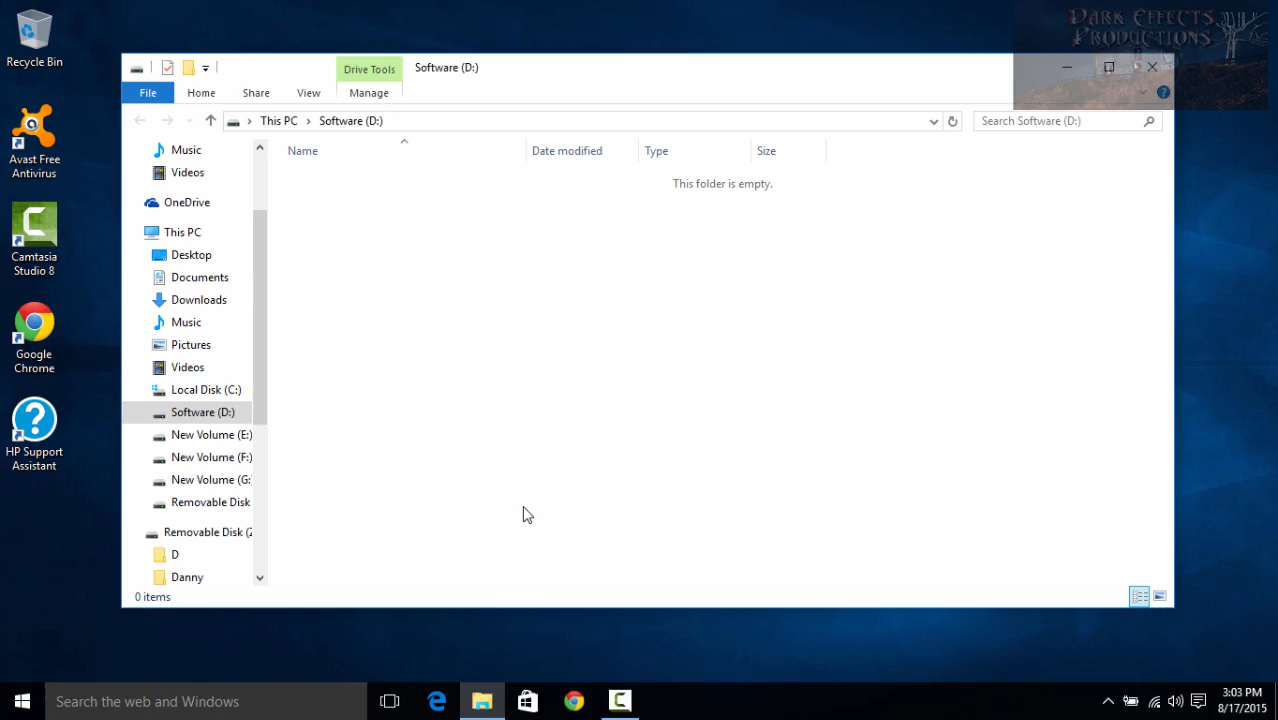 Dark Effects
Productions
Recycle Bin
Avast Free
Antivirus
Camtasia
Studio 8
Google
Chrome
HP Support
Assistant
Drive Tools
Software (D:)
File
Home
Share
View
Manage
This PC
Software (D:)
Search Software (D:)
Name
Date modified
Type
Size
This folder is empty.
Music
Videos
OneDrive
This PC
Desktop
Documents
Downloads
Music
Pictures
Videos
Local Disk (C:)
Software (D:)
New Volume (E:)
New Volume (F:)
New Volume (G:
Removable Disk
Removable Disk (2
D
Danny
0 items
Search the web and Windows
3:03 PM
8/17/2015